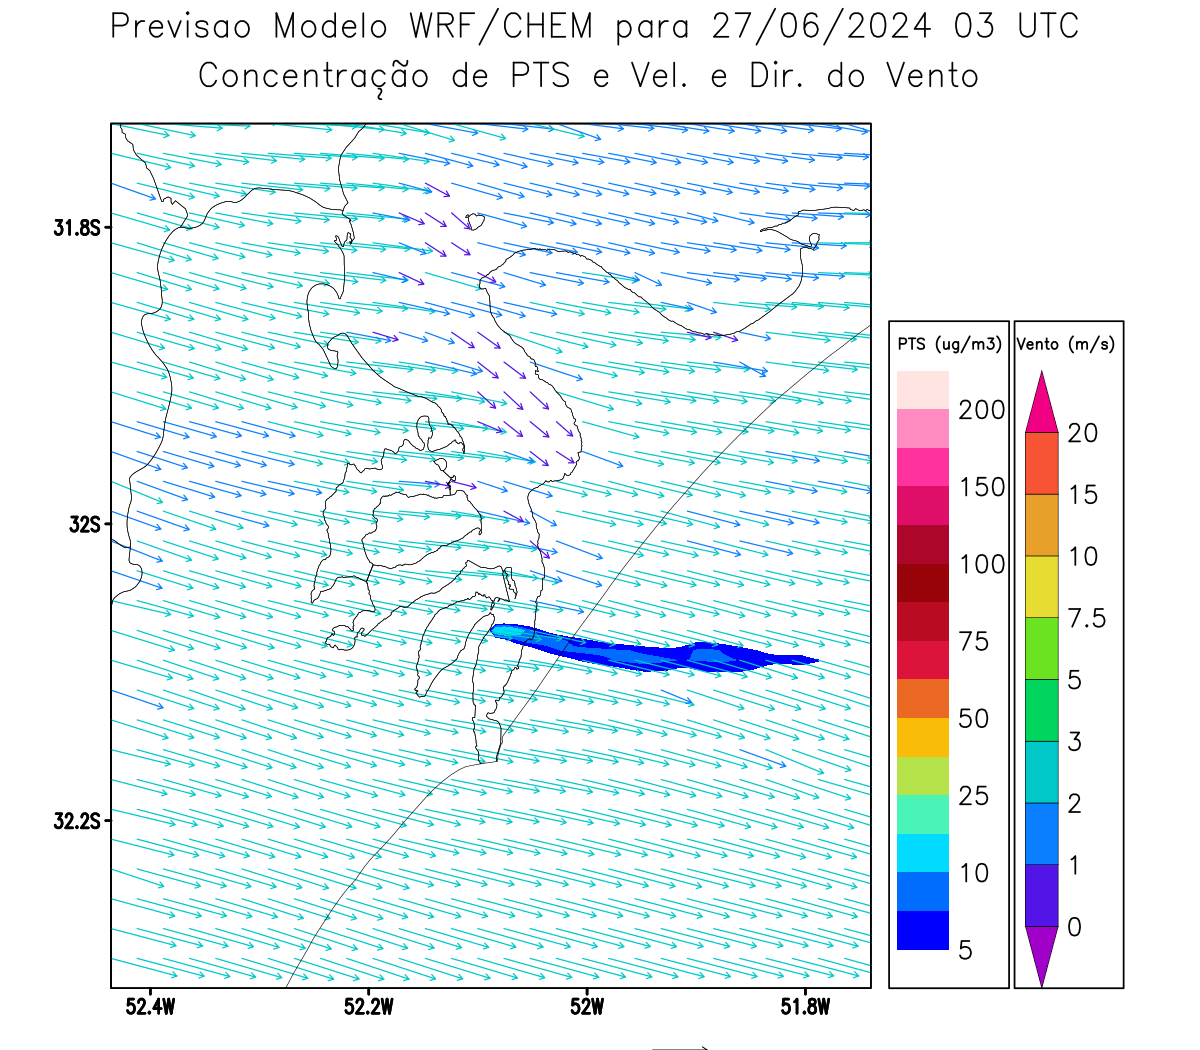 Previsao Modelo WRF/CHEM para 27/06/2024 03 UTC
Concentração de PTS e Vel. e Dir. do Vento
31.8S
32S
32.2S
52.4W
52.2W
52W
51.8W
PTS (ug/m3)
200
150
100
75
50
25
10
5
Vento (m/s)
20
15
10
7.5
5
3
2
1
0